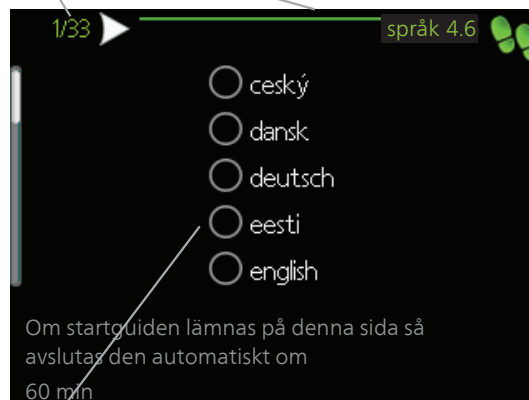 1/33
språk 4.6
ceský
dansk
deutsch
eesti
english
Om startguiden lämnas på denna sida så
avslutas den automatiskt om
60 min